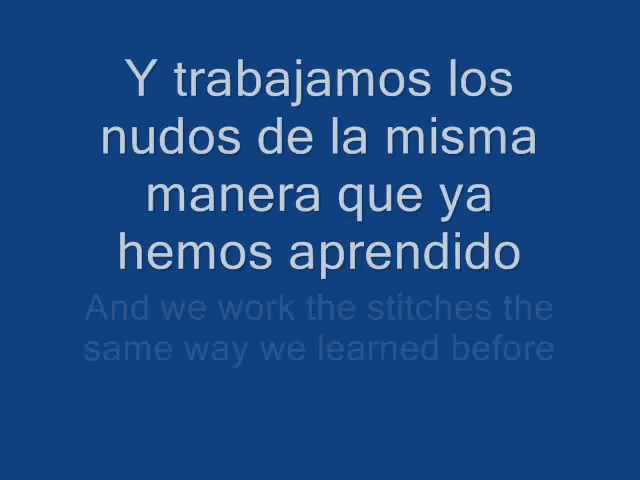 Y trabajamos los
nudos de la misma
manera que ya
hemos aprendido
And we work the stitches the
same way we learned before